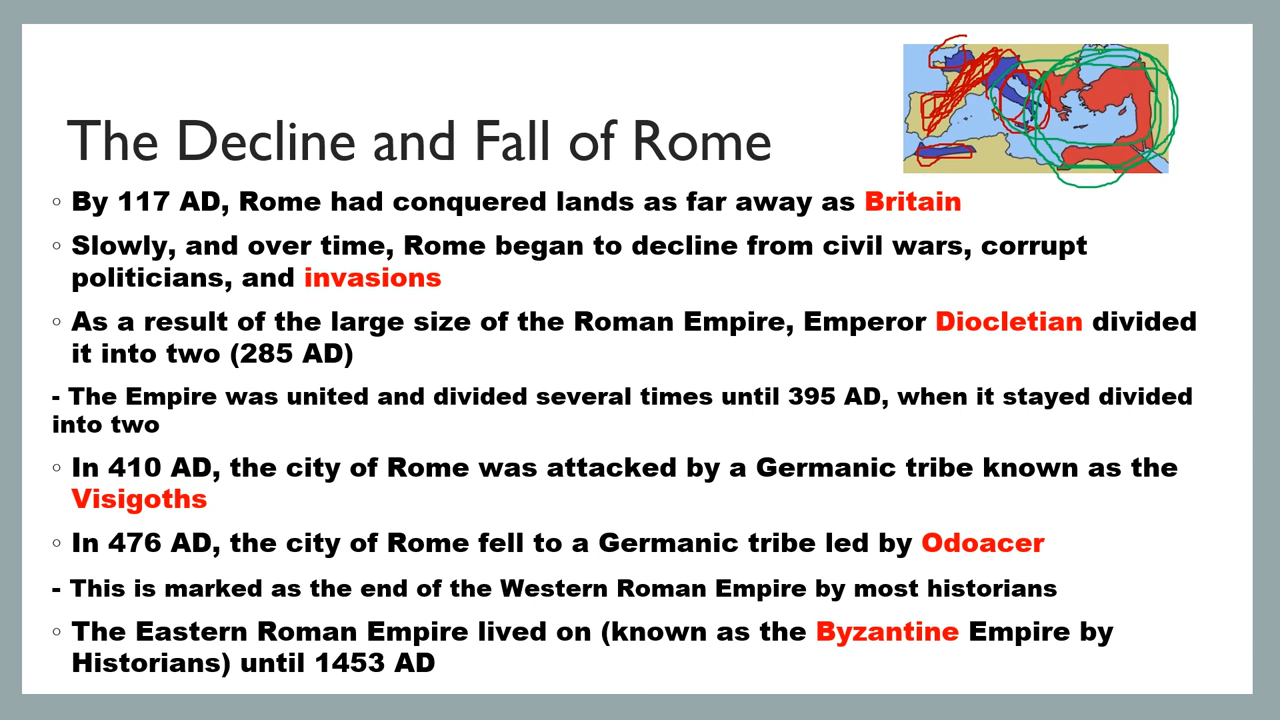 The Decline and Fall of Rome
◦ By 117 AD, Rome had conquered lands as far away as Britain
◦ Slowly, and over time, Rome began to decline from civil wars, corrupt
politicians, and invasions
◦ As a result of the large size of the Roman Empire, Emperor Diocletian divided
it into two (285 AD)
- The Empire was united and divided several times until 395 AD, when it stayed divided
into two
◦ In 410 AD, the city of Rome was attacked by a Germanic tribe known as the
Visigoths
◦ In 476 AD, the city of Rome fell to a Germanic tribe led by Odoacer
- This is marked as the end of the Western Roman Empire by most historians
◦ The Eastern Roman Empire lived on (known as the Byzantine Empire by
Historians) until 1453 AD